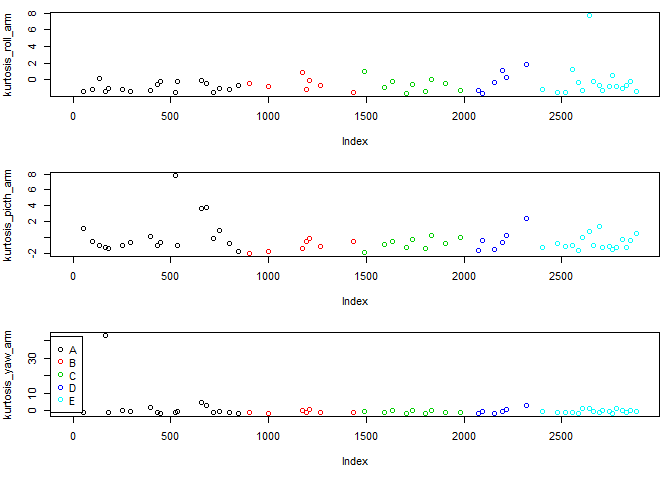 kurtosis_roll_arm
8
6
4
2
0
0 500 1000 1500 2000 2500
Index
kurtosis_picth_arm
8
6
4
2
-2
0 500 1000 1500 2000 2500
Index
kurtosis_yaw_arm
30
10
0
A
B
C
D
E
0 500 1000 1500 2000 2500
Index